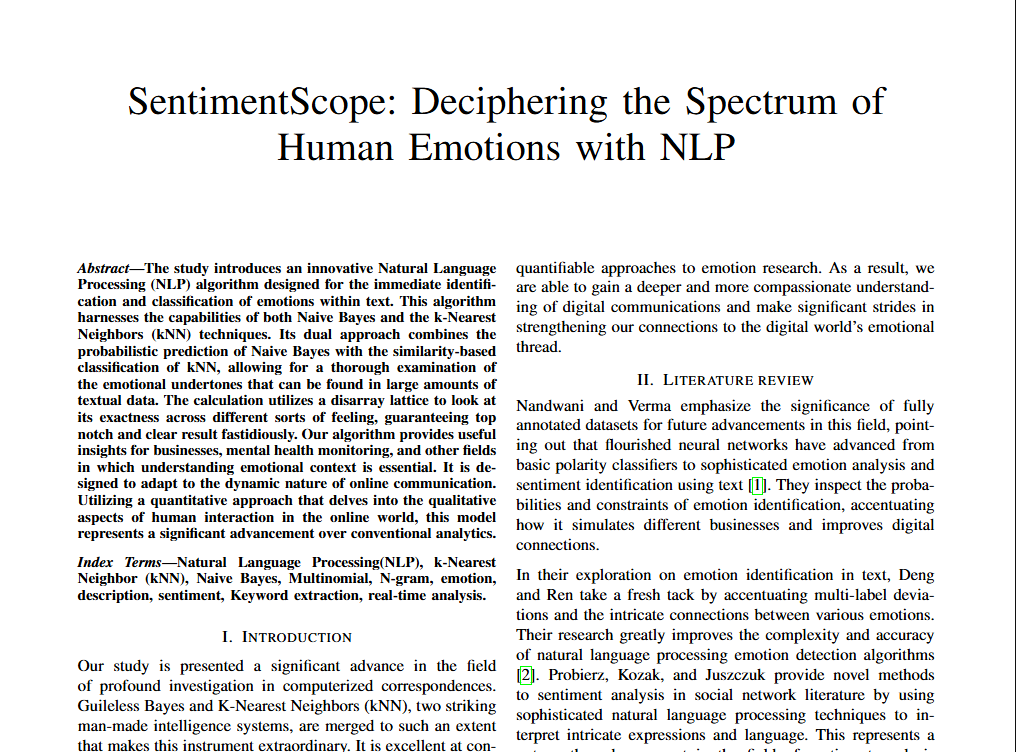 SentimentScope: Deciphering the Spectrum of
Human Emotions with NLP
Abstract—The study introduces an innovative Natural Language
Processing (NLP) algorithm designed for the immediate identifi-
cation and classification of emotions within text. This algorithm
harnesses the capabilities of both Naive Bayes and the k-Nearest
Neighbors (kNN) techniques. Its dual approach combines the
probabilistic prediction of Naive Bayes with the similarity-based
classification of kNN, allowing for a thorough examination of
the emotional undertones that can be found in large amounts of
textual data. The calculation utilizes a disarray lattice to look at
its exactness across different sorts of feeling, guaranteeing top
notch and clear result fastidiously. Our algorithm provides useful
insights for businesses, mental health monitoring, and other fields
in which understanding emotional context is essential. It is de-
signed to adapt to the dynamic nature of online communication.
Utilizing a quantitative approach that delves into the qualitative
aspects of human interaction in the online world, this model
represents a significant advancement over conventional analytics.
Index Terms—Natural Language Processing(NLP), k-Nearest
Neighbor (kNN), Naive Bayes, Multinomial, N-gram, emotion,
description, sentiment, Keyword extraction, real-time analysis.
I. INTRODUCTION
Our study is presented a significant advance in the field
of profound investigation in computerized correspondences.
Guileless Bayes and K-Nearest Neighbors (kNN), two striking
man-made intelligence systems, are merged to such an extent
that makes this instrument extraordinary. It is excellent at con-
quantifiable approaches to emotion research. As a result, we
are able to gain a deeper and more compassionate understand-
ing of digital communications and make significant strides in
strengthening our connections to the digital world's emotional
thread.
II. LITERATURE REVIEW
Nandwani and Verma emphasize the significance of fully
annotated datasets for future advancements in this field, point-
ing out that flourished neural networks have advanced from
basic polarity classifiers to sophisticated emotion analysis and
sentiment identification using text [1]. They inspect the proba-
bilities and constraints of emotion identification, accentuating
how it simulates different businesses and improves digital
connections.
In their exploration on emotion identification in text, Deng
and Ren take a fresh tack by accentuating multi-label devia-
tions and the intricate connections between various emotions.
Their research greatly improves the complexity and accuracy
of natural language processing emotion detection algorithms
[2]. Probierz, Kozak, and Juszczuk provide novel methods
to sentiment analysis in social network literature by using
sophisticated natural language processing techniques to in-
terpret intricate expressions and language. This represents a